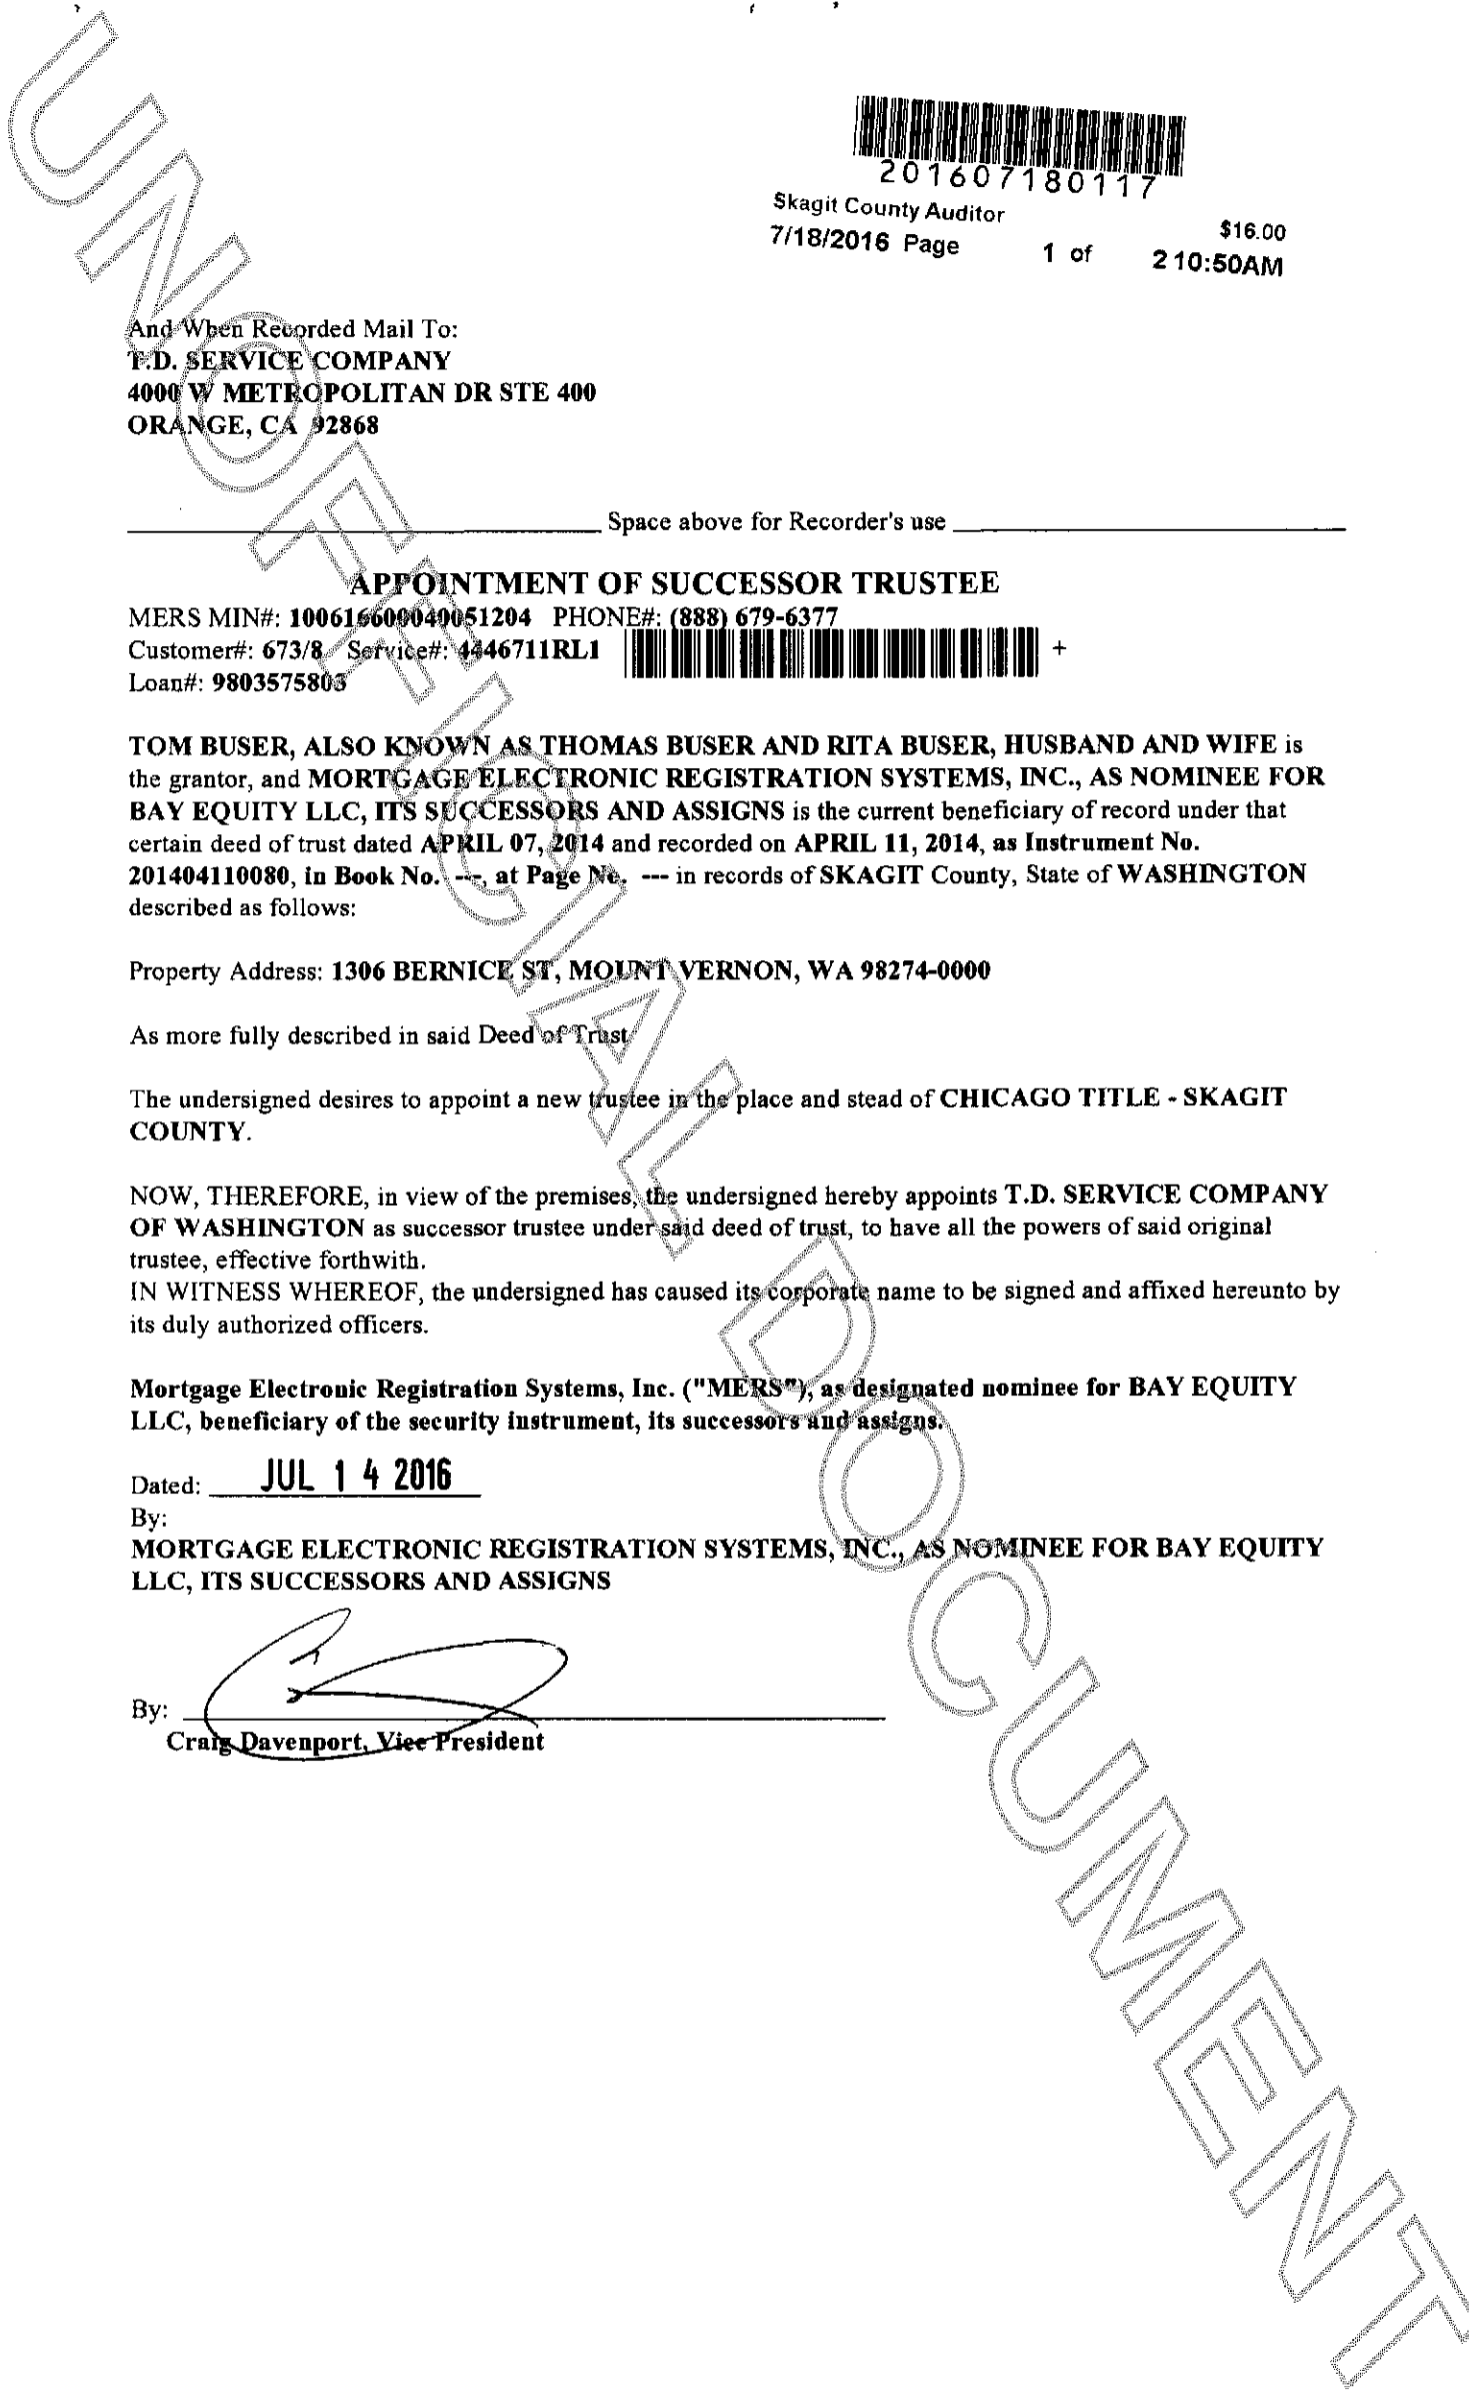 201607180117
Skagit County Auditor $16.00
7/18/2016 Page 1 of 2 10:50AM
And When Recorded Mail To:
T.D. SERVICE COMPANY
4000 W METROPOLITAN DR STE 400
ORANGE, CA 92868
Space above for Recorder's use
APPOINTMENT OF SUCCESSOR TRUSTEE
MERS MIN#: 100616600040051204 PHONE#: (888) 679-6377
Customer#: 673/8 Service#: 4446711RL1 +
Loan#: 9803575803
TOM BUSER, ALSO KNOWN AS THOMAS BUSER AND RITA BUSER, HUSBAND AND WIFE is
the grantor, and MORTGAGE ELECTRONIC REGISTRATION SYSTEMS, INC., AS NOMINEE FOR
BAY EQUITY LLC, ITS SUCCESSORS AND ASSIGNS is the current beneficiary of record under that
certain deed of trust dated APRIL 07, 2014 and recorded on APRIL 11, 2014, as Instrument No.
201404110080, in Book No. ---, at Page No. --- in records of SKAGIT County, State of WASHINGTON
described as follows:
Property Address: 1306 BERNICE ST, MOUNT VERNON, WA 98274-0000
As more fully described in said Deed of Trust
The undersigned desires to appoint a new trustee in the place and stead of CHICAGO TITLE - SKAGIT
COUNTY.
NOW, THEREFORE, in view of the premises, the undersigned hereby appoints T.D. SERVICE COMPANY
OF WASHINGTON as successor trustee under said deed of trust, to have all the powers of said original
trustee, effective forthwith.
IN WITNESS WHEREOF, the undersigned has caused its corporate name to be signed and affixed hereunto by
its duly authorized officers.
Mortgage Electronic Registration Systems, Inc. ("MERS"), as designated nominee for BAY EQUITY
LLC, beneficiary of the security instrument, its successors and assigns.
Dated: JUL 14 2016
By:
MORTGAGE ELECTRONIC REGISTRATION SYSTEMS, INC., AS NOMINEE FOR BAY EQUITY
LLC, ITS SUCCESSORS AND ASSIGNS
By:
Craig Davenport, Vice President
UNOFFICIAL DOCUMENT